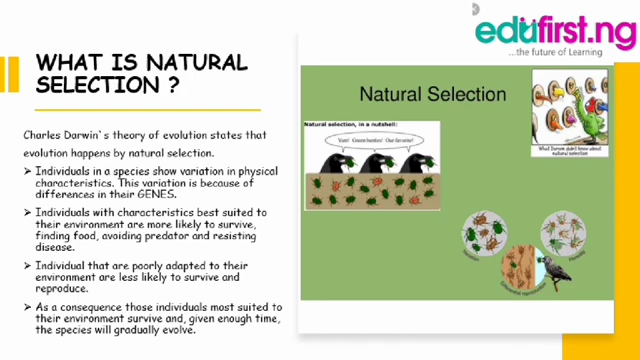 edufirst.ng
...the future of Learning
WHAT IS NATURAL
SELECTION ?
Charles Darwin`s theory of evolution states that
evolution happens by natural selection.
Individuals in a species show variation in physical
characteristics. This variation is because of
differences in their GENES.
Individuals with characteristics best suited to
their environment are more likely to survive,
finding food, avoiding predator and resisting
disease.
Individual that are poorly adapted to their
environment are less likely to survive and
reproduce.
As a consequence those individuals most suited to
their environment survive and, given enough time,
the species will gradually evolve.
Natural Selection
Natural selection, in a nutshell:
Yum! Green beetles! Our favorite!
What Darwin didn't know about
natural selection